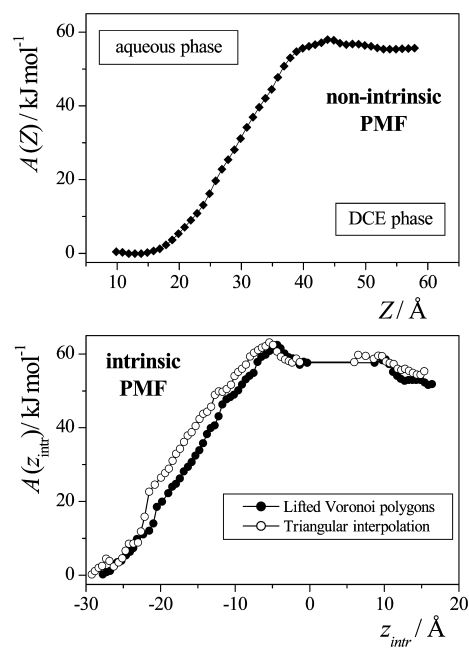 60
40
20
0
A(Z) / kJ mol⁻¹
aqueous phase
non-intrinsic
PMF
DCE phase
10 20 30 40 50 60
Z / Å
60
40
20
0
A(z_intr) / kJ mol⁻¹
intrinsic
PMF
Lifted Voronoi polygons
Triangular interpolation
-30 -20 -10 0 10 20
z_intr / Å